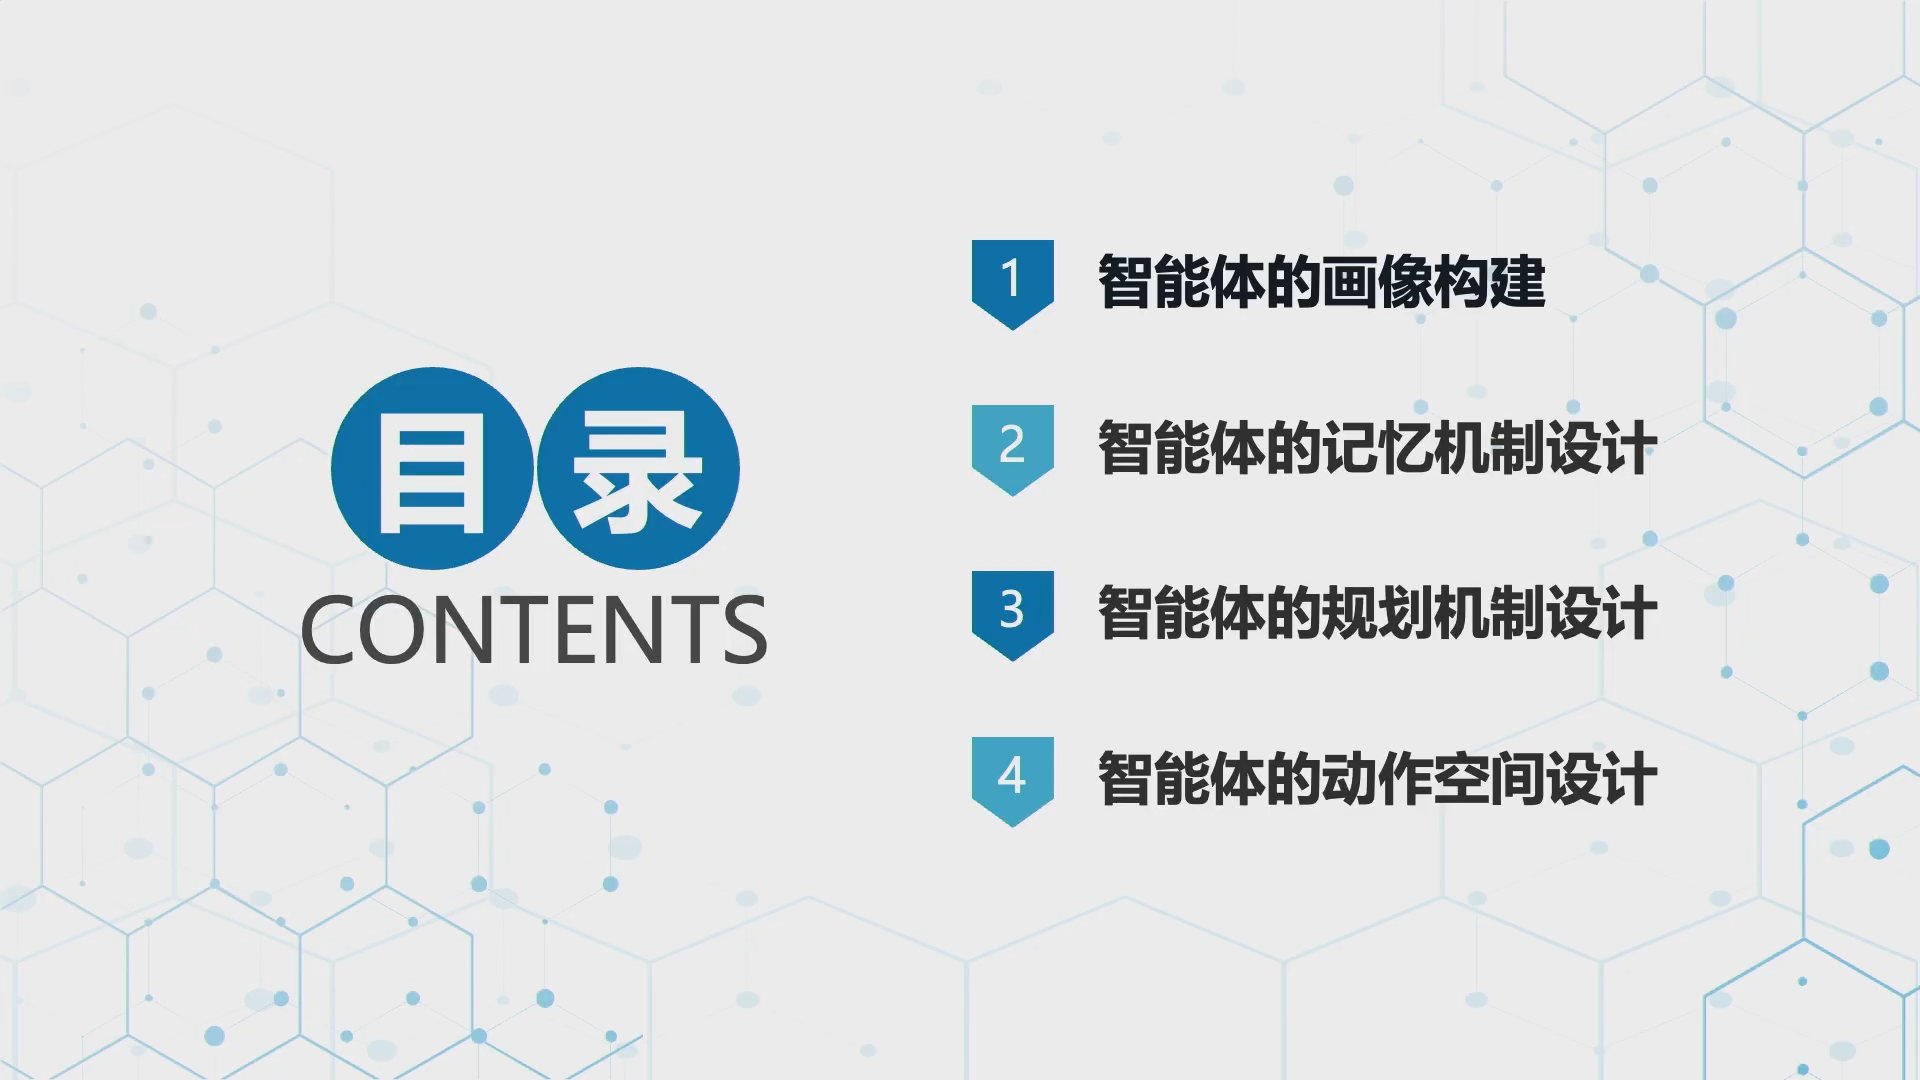 目录
CONTENTS
1 智能体的画像构建
2 智能体的记忆机制设计
3 智能体的规划机制设计
4 智能体的动作空间设计